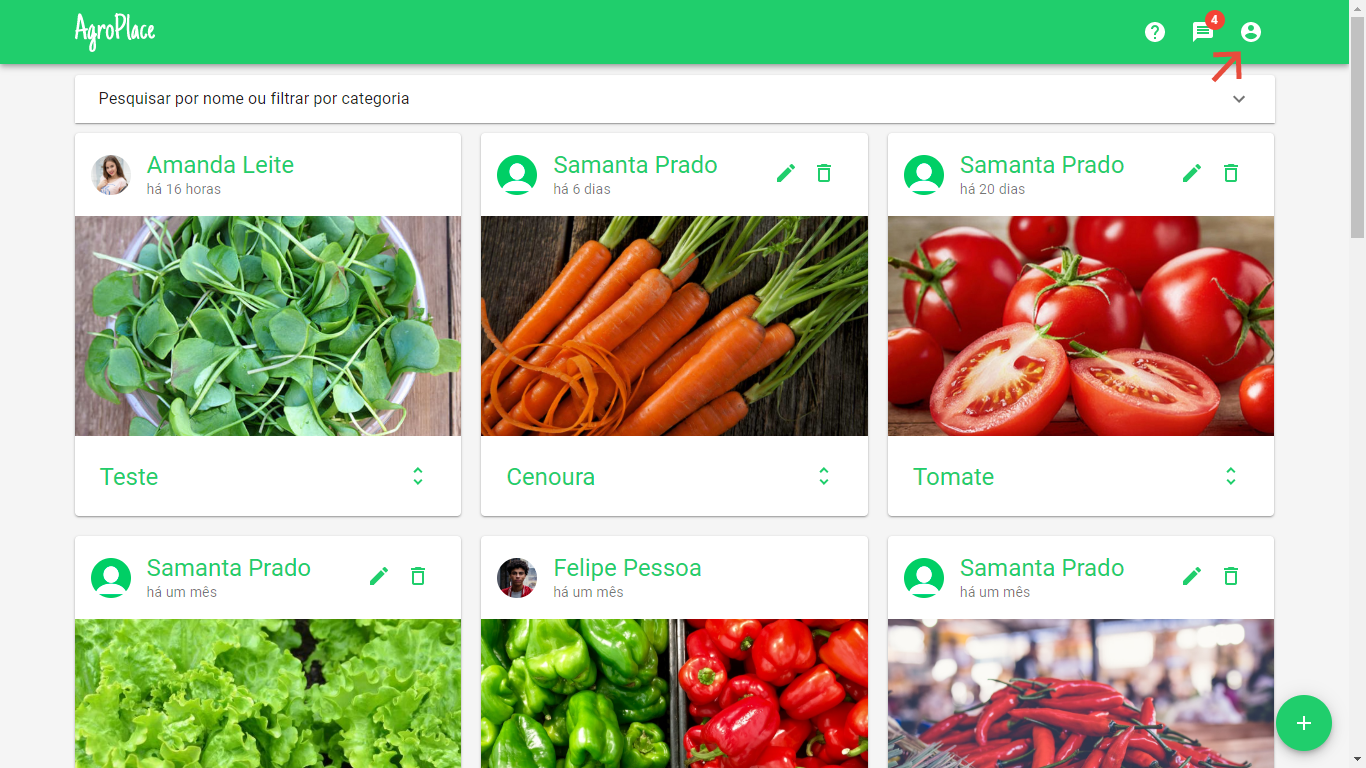 AgroPlace
4
Pesquisar por nome ou filtrar por categoria
Amanda Leite
há 16 horas
Teste
Samanta Prado
há 6 dias
Cenoura
Samanta Prado
há 20 dias
Tomate
Samanta Prado
há um mês
Felipe Pessoa
há um mês
Samanta Prado
há um mês